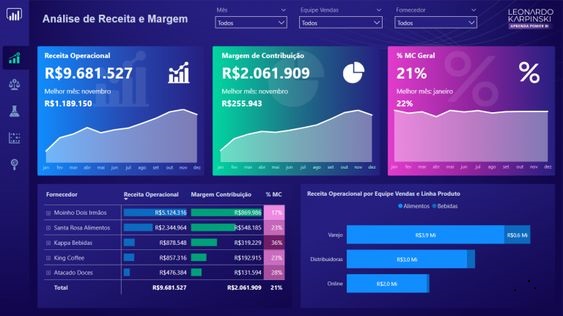 Análise de Receita e Margem
Mês
Todos
Equipe Vendas
Todos
Fornecedor
Todos
LEONARDO
KARPINSKI
APRENDA POWER BI
Receita Operacional
R$9.681.527
Melhor mês: novembro
R$1.189.150
jan fev mar abr mai jun jul ago set out nov dez
Margem de Contribuição
R$2.061.909
Melhor mês: novembro
R$255.943
jan fev mar abr mai jun jul ago set out nov dez
% MC Geral
21%
Melhor mês: janeiro
22%
jan fev mar abr mai jun jul ago set out nov dez
Fornecedor Receita Operacional Margem Contribuição % MC
Moinho Dois Irmãos R$5.124.316 R$869.986 17%
Santa Rosa Alimentos R$2.344.964 R$548.185 23%
Kappa Bebidas R$878.548 R$319.229 36%
King Coffee R$857.316 R$192.915 23%
Atacado Doces R$476.384 R$131.594 28%
Total R$9.681.527 R$2.061.909 21%
Receita Operacional por Equipe Vendas e Linha Produto
Alimentos Bebidas
Varejo R$3,9 Mi R$0,6 Mi
Distribuidoras R$3,0 Mi
Online R$2,0 Mi